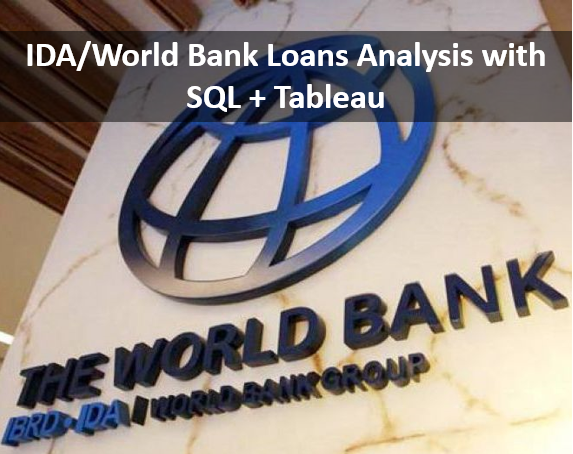 IDA/World Bank Loans Analysis with
SQL + Tableau
THE WORLD BANK
IBRD • IDA | WORLD BANK GROUP